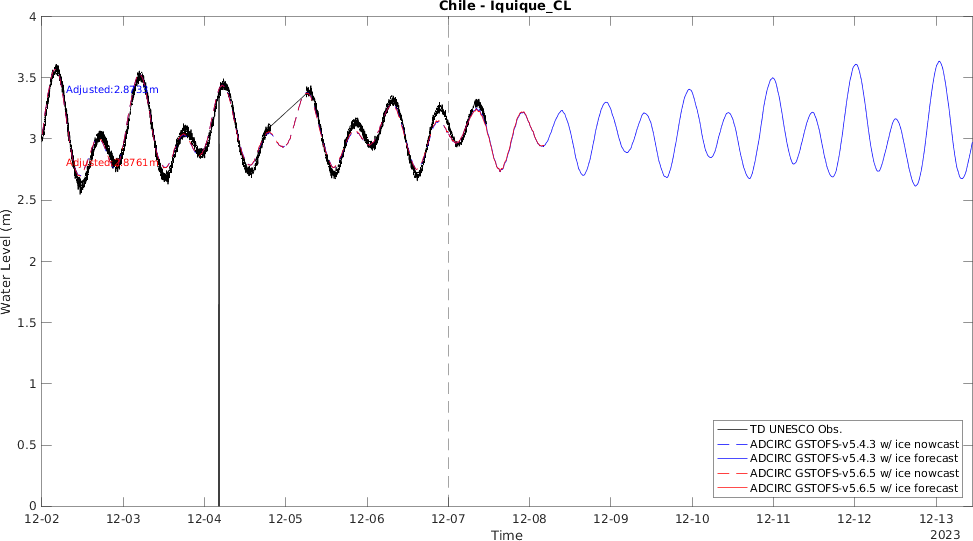 Chile - Iquique_CL
4
3.5
3
2.5
2
1.5
1
0.5
0
Water Level (m)
Adjusted:2.8733m
TD UNESCO Obs.
ADCIRC GSTOFS-v5.4.3 w/ ice nowcast
ADCIRC GSTOFS-v5.4.3 w/ ice forecast
ADCIRC GSTOFS-v5.6.5 w/ ice nowcast
ADCIRC GSTOFS-v5.6.5 w/ ice forecast
12-02 12-03 12-04 12-05 12-06 12-07 12-08 12-09 12-10 12-11 12-12 12-13
Time
2023